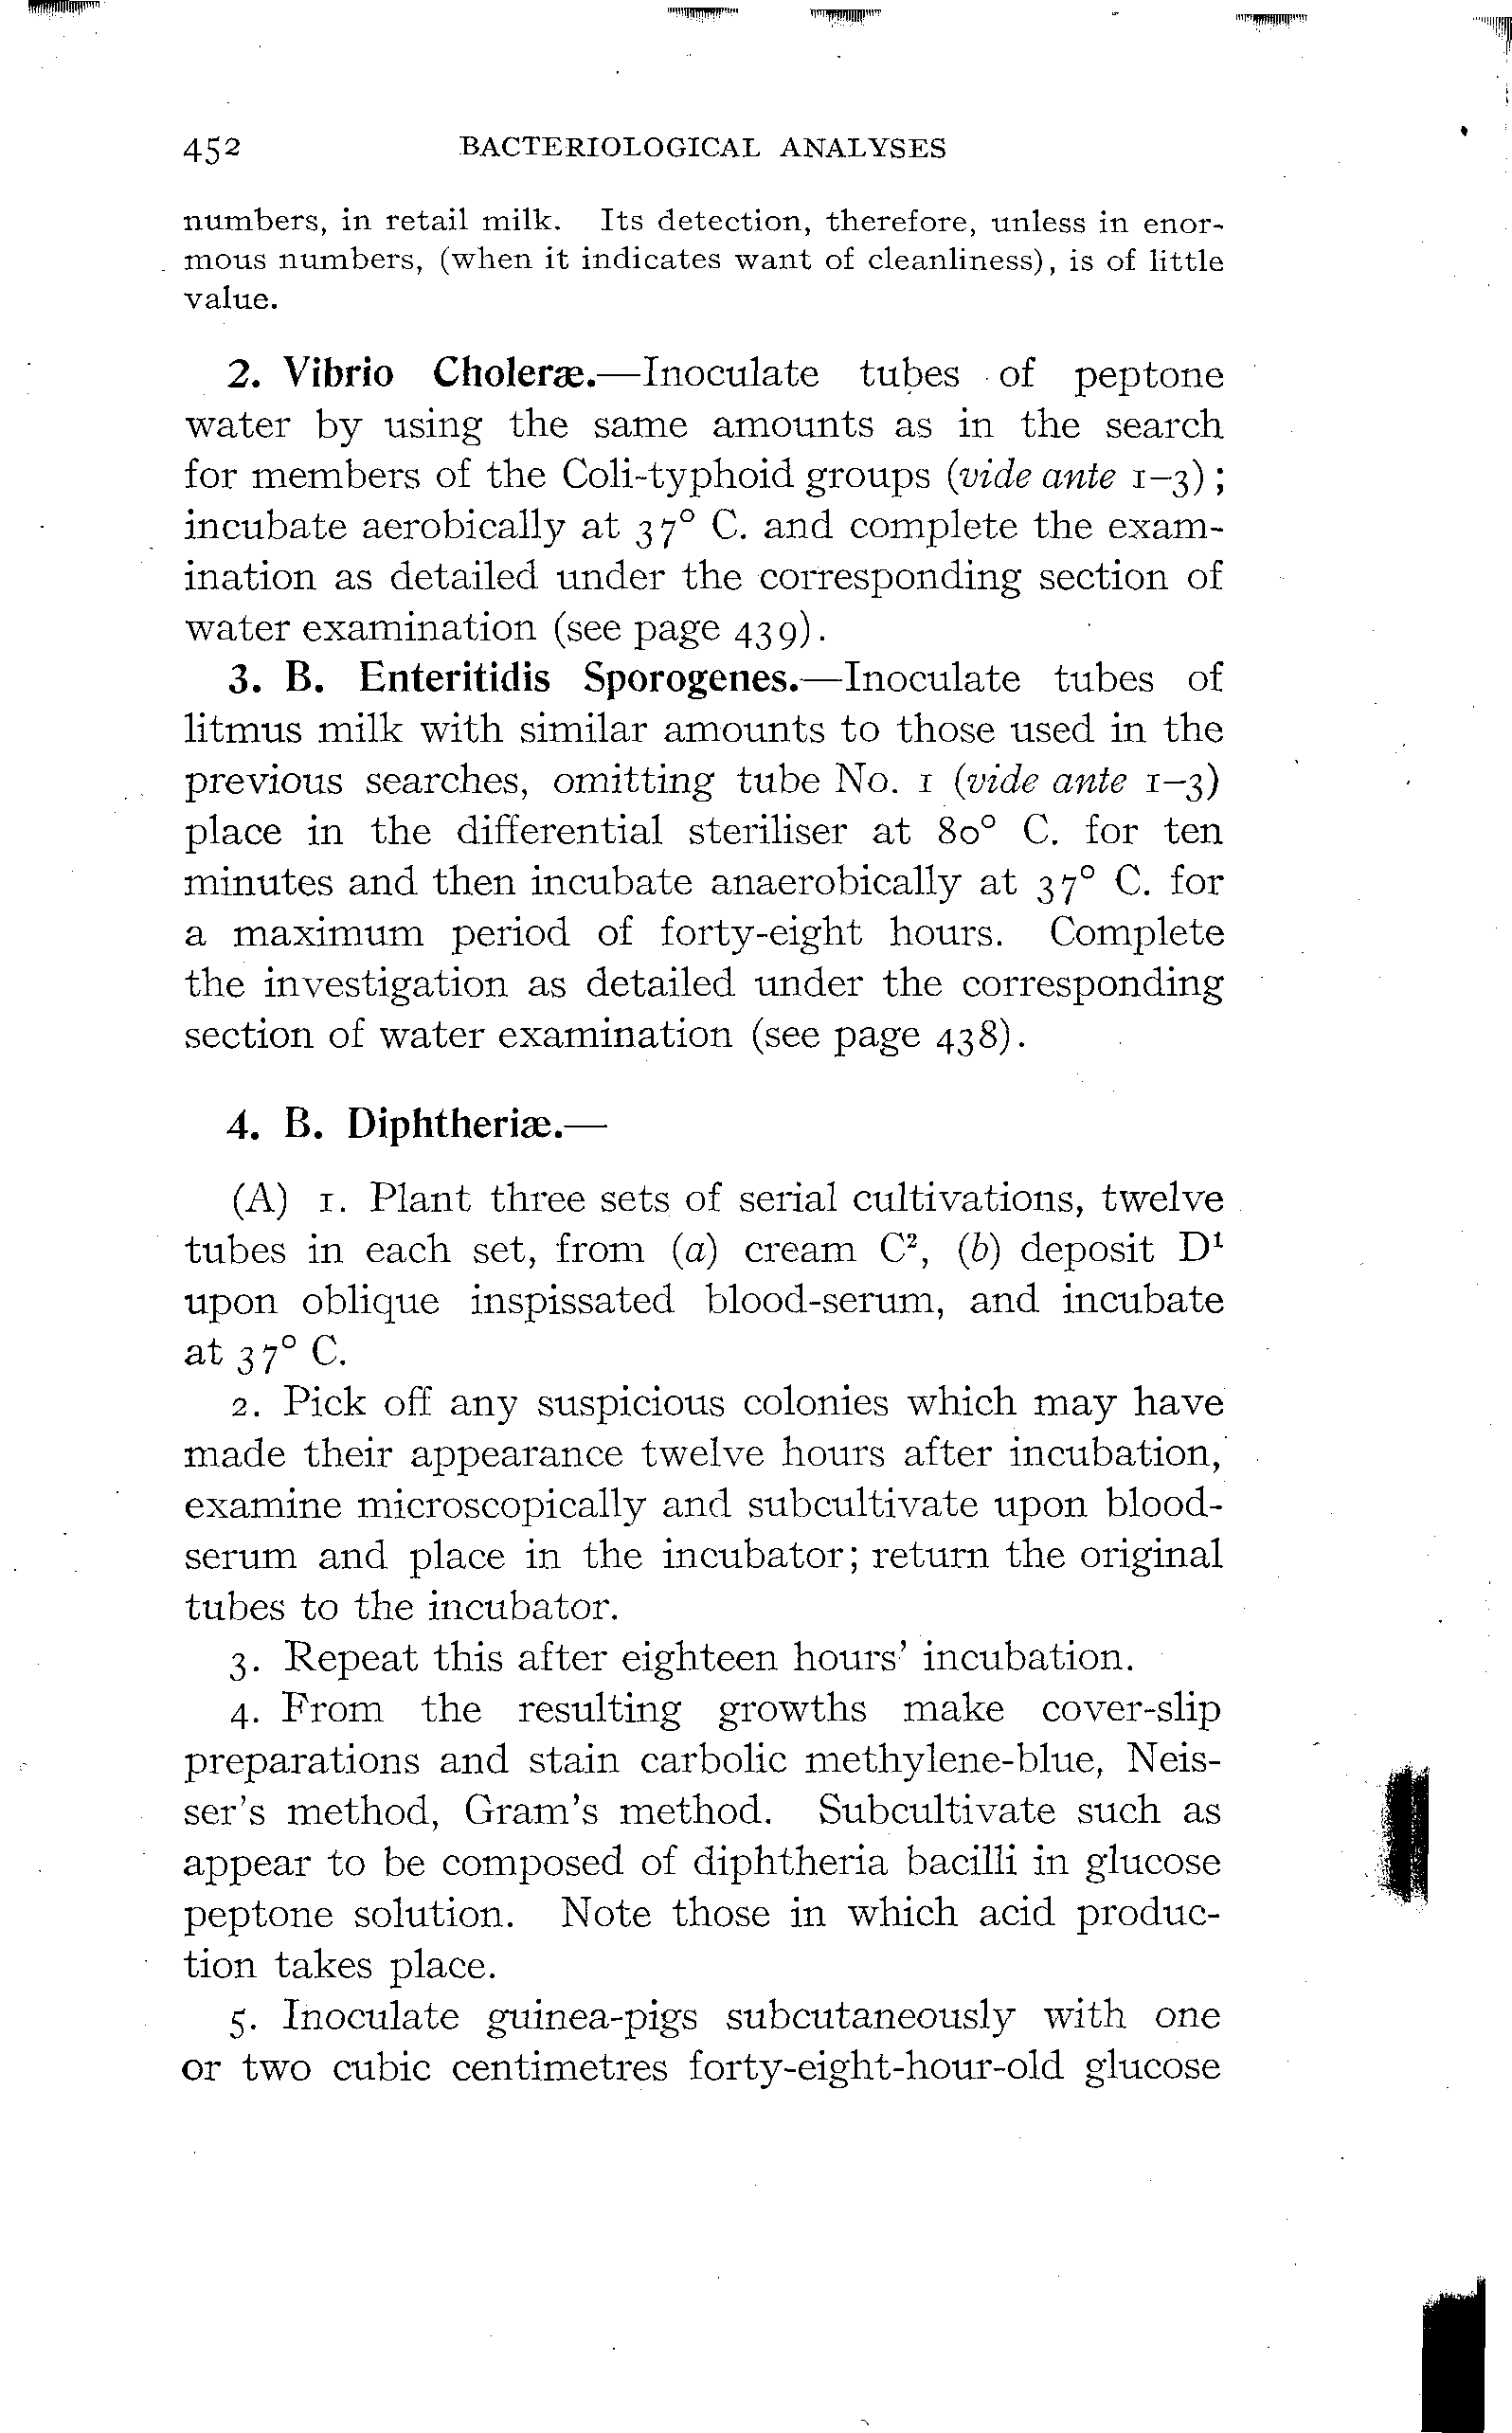 452 BACTERIOLOGICAL ANALYSES
numbers, in retail milk. Its detection, therefore, unless in enor-
mous numbers, (when it indicates want of cleanliness), is of little
value.
2. Vibrio Choleræ.—Inoculate tubes of peptone
water by using the same amounts as in the search
for members of the Coli-typhoid groups (vide ante 1-3);
incubate aerobically at 37° C. and complete the exam-
ination as detailed under the corresponding section of
water examination (see page 439).
3. B. Enteritidis Sporogenes.—Inoculate tubes of
litmus milk with similar amounts to those used in the
previous searches, omitting tube No. 1 (vide ante 1-3)
place in the differential steriliser at 80° C. for ten
minutes and then incubate anaerobically at 37° C. for
a maximum period of forty-eight hours. Complete
the investigation as detailed under the corresponding
section of water examination (see page 438).
4. B. Diphtheriæ.—
(A) 1. Plant three sets of serial cultivations, twelve
tubes in each set, from (a) cream C², (b) deposit D¹
upon oblique inspissated blood-serum, and incubate
at 37° C.
2. Pick off any suspicious colonies which may have
made their appearance twelve hours after incubation,
examine microscopically and subcultivate upon blood-
serum and place in the incubator; return the original
tubes to the incubator.
3. Repeat this after eighteen hours' incubation.
4. From the resulting growths make cover-slip
preparations and stain carbolic methylene-blue, Neis-
ser's method, Gram's method. Subcultivate such as
appear to be composed of diphtheria bacilli in glucose
peptone solution. Note those in which acid produc-
tion takes place.
5. Inoculate guinea-pigs subcutaneously with one
or two cubic centimetres forty-eight-hour-old glucose